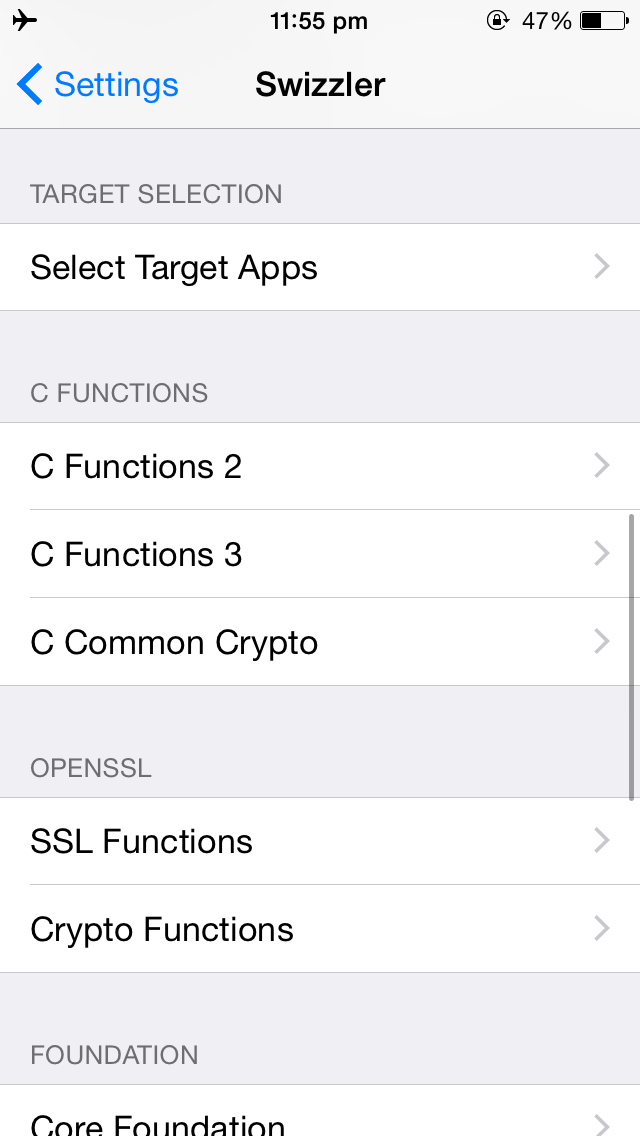 11:55 pm 47%
Settings Swizzler
TARGET SELECTION
Select Target Apps
C FUNCTIONS
C Functions 2
C Functions 3
C Common Crypto
OPENSSL
SSL Functions
Crypto Functions
FOUNDATION
Core Foundation